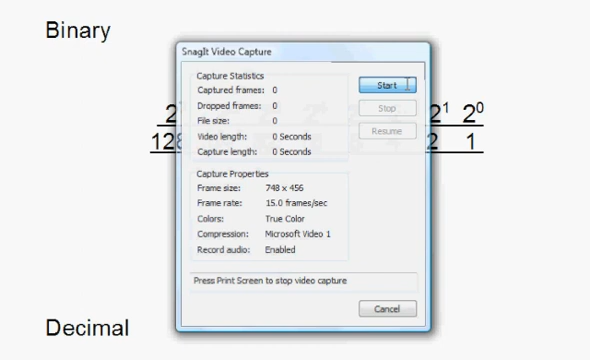 Binary
SnagIt Video Capture
Capture Statistics
Captured frames: 0
Dropped frames: 0
File size: 0
Video length: 0 Seconds
Capture length: 0 Seconds
Start
Stop
Resume
2 2¹ 2⁰
128 2 1
Capture Properties
Frame size: 748 x 456
Frame rate: 15.0 frames/sec
Colors: True Color
Compression: Microsoft Video 1
Record audio: Enabled
Press Print Screen to stop video capture
Cancel
Decimal